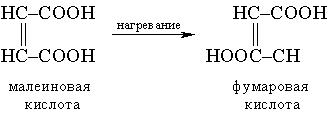 HC–COOH
HC–COOH
нагревание
HC–COOH
HOOC–CH
малеиновая
кислота
фумаровая
кислота